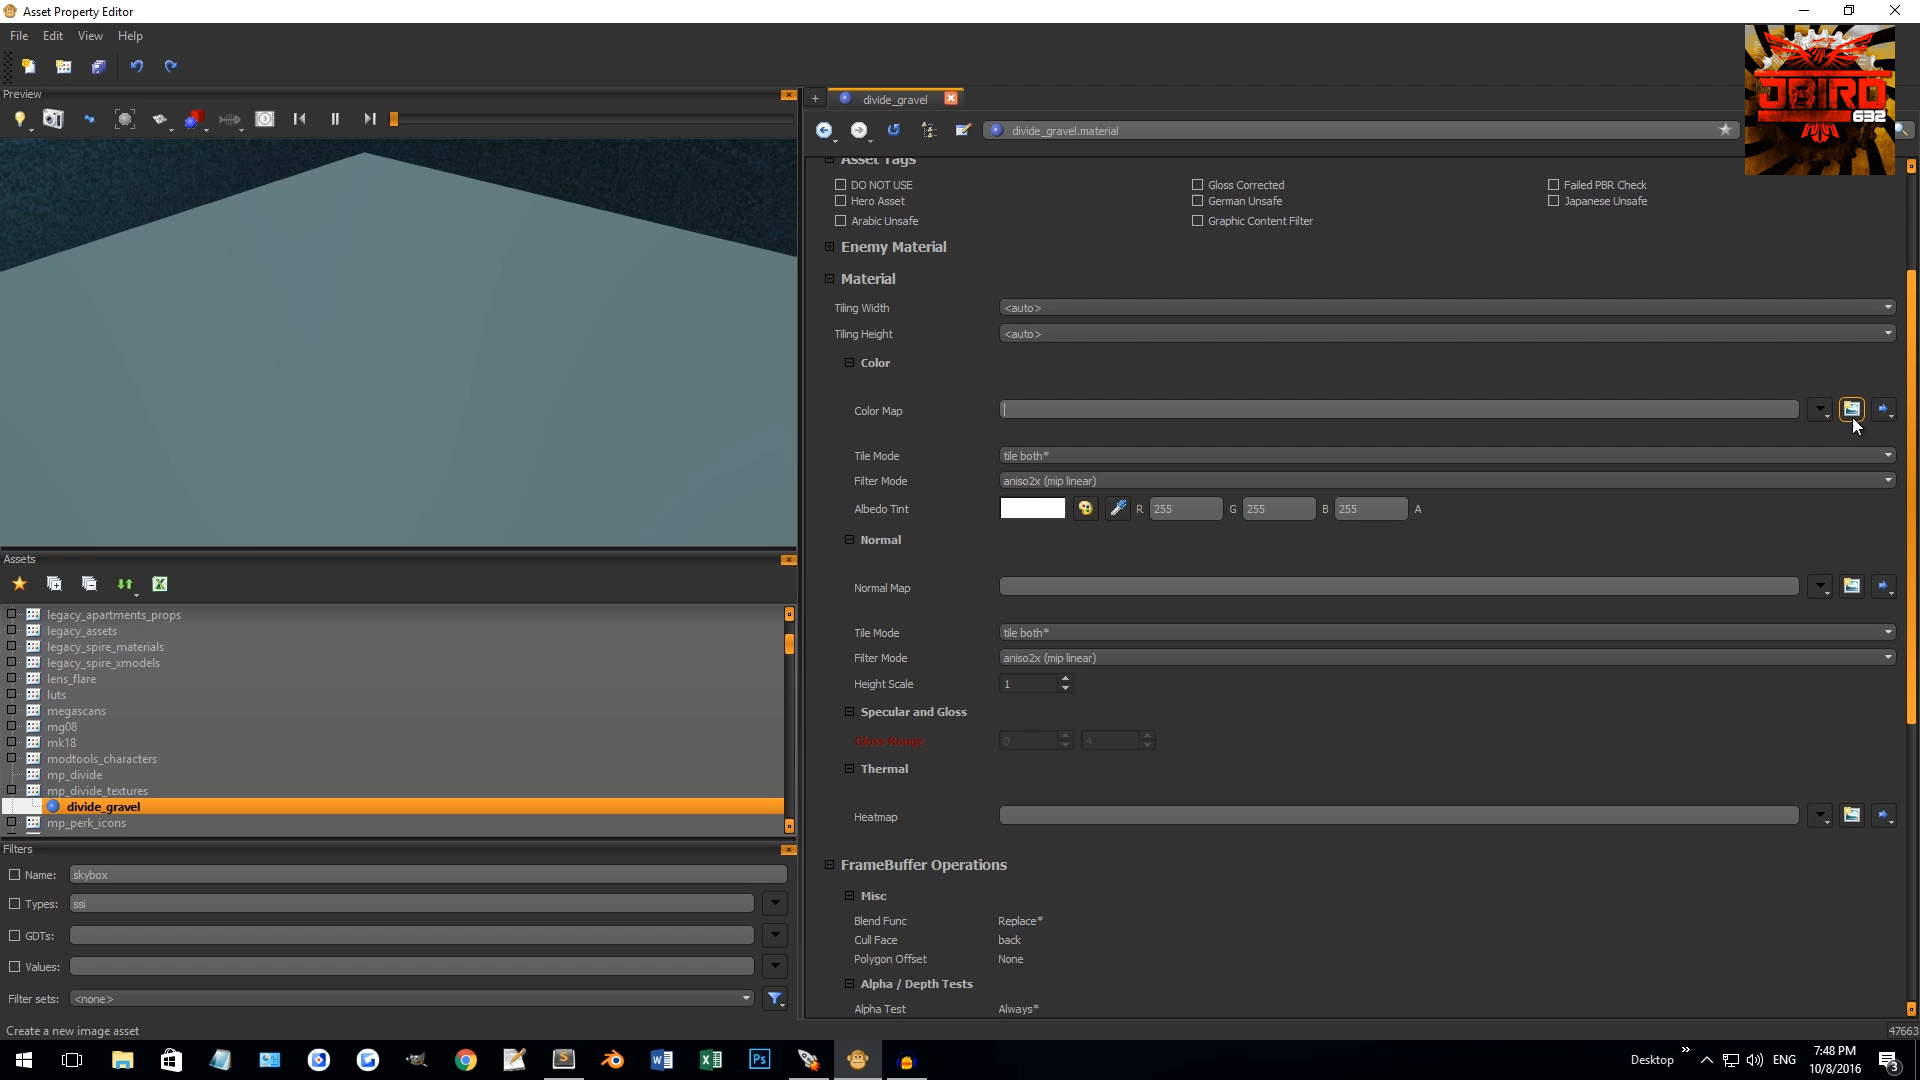 Asset Property Editor
File Edit View Help
JBIRD
632
Preview
divide_gravel
divide_gravel.material
Asset Tags
DO NOT USE Gloss Corrected Failed PBR Check
Hero Asset German Unsafe Japanese Unsafe
Arabic Unsafe Graphic Content Filter
Enemy Material
Material
Tiling Width <auto>
Tiling Height <auto>
Color
Color Map
Tile Mode tile both*
Filter Mode aniso2x (mip linear)
Albedo Tint R 255 G 255 B 255 A
Normal
Normal Map
Tile Mode tile both*
Filter Mode aniso2x (mip linear)
Height Scale 1
Specular and Gloss
Gloss Range 0 4
Thermal
Heatmap
FrameBuffer Operations
Misc
Blend Func Replace*
Cull Face back
Polygon Offset None
Alpha / Depth Tests
Alpha Test Always*
Assets
legacy_apartments_props
legacy_assets
legacy_spire_materials
legacy_spire_xmodels
lens_flare
luts
megascans
mg08
mk18
modtools_characters
mp_divide
mp_divide_textures
divide_gravel
mp_perk_icons
Filters
Name: skybox
Types: ssi
GDTs:
Values:
Filter sets: <none>
Create a new image asset
47663
Desktop » ENG 7:48 PM
10/8/2016
3